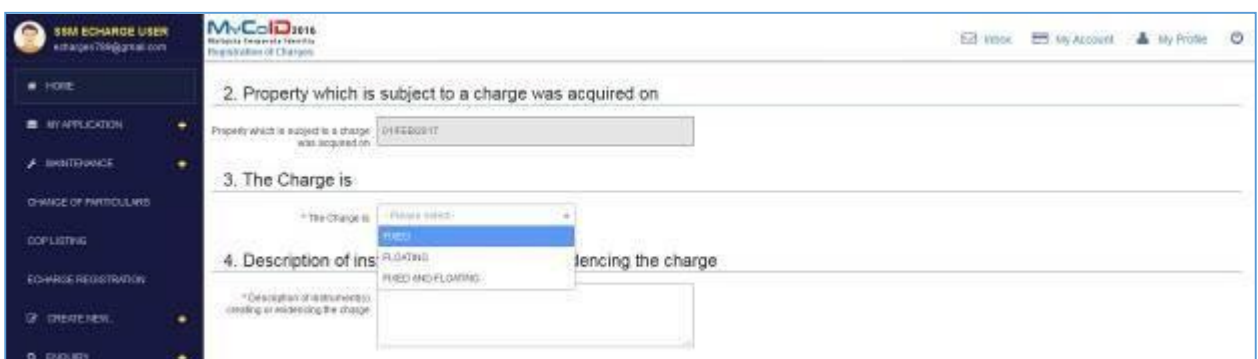 SSM ECHARGE USER
MyCoID 2016
Malaysia Corporate Identity
Registration of Charges
Inbox
My Account
My Profile
HOME
MY APPLICATION
MAINTENANCE
CHANGE OF PARTICULARS
COP LISTING
ECHARGE REGISTRATION
CREATE NEW..
ENQUIRY
2. Property which is subject to a charge was acquired on
Property which is subject to a charge
was acquired on
01FEB2017
3. The Charge is
* The Charge is
- Please select -
FIXED
FLOATING
FIXED AND FLOATING
4. Description of ins
dencing the charge
* Description of instrument(s)
creating or evidencing the charge